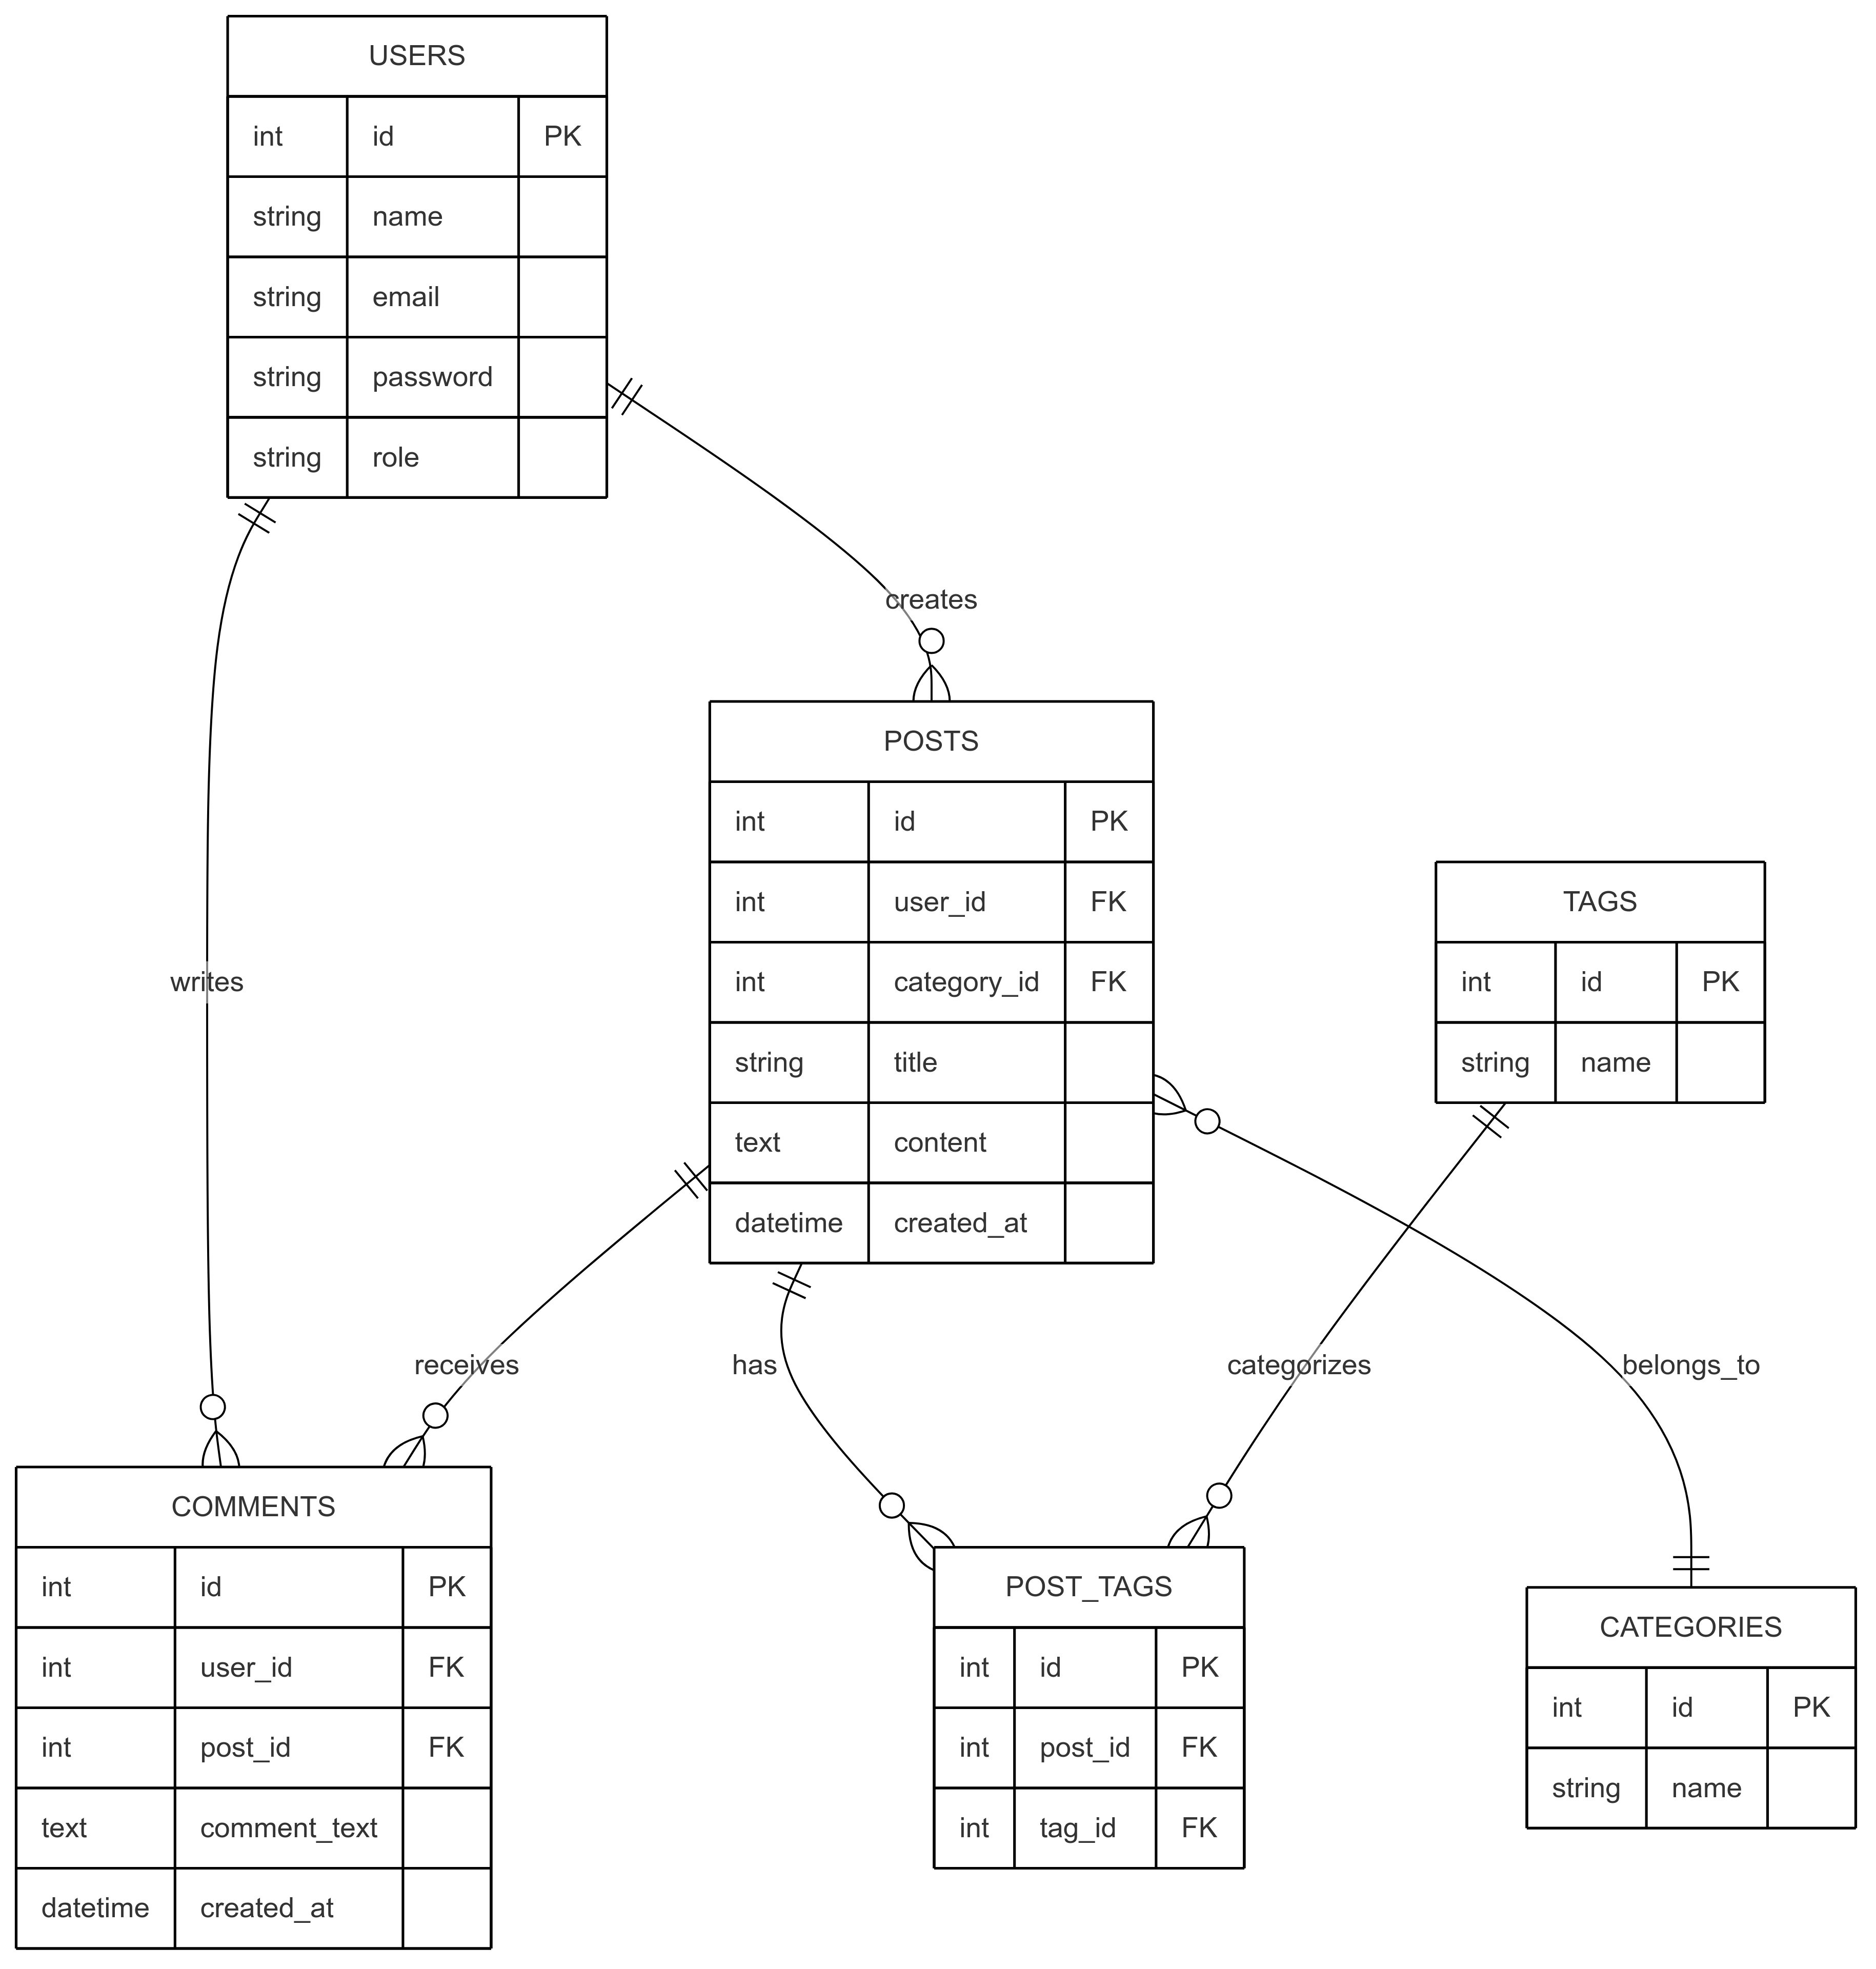 USERS
int id PK
string name
string email
string password
string role
creates
POSTS
int id PK
int user_id FK
int category_id FK
string title
text content
datetime created_at
TAGS
int id PK
string name
writes
receives
has
categorizes
belongs_to
COMMENTS
int id PK
int user_id FK
int post_id FK
text comment_text
datetime created_at
POST_TAGS
int id PK
int post_id FK
int tag_id FK
CATEGORIES
int id PK
string name